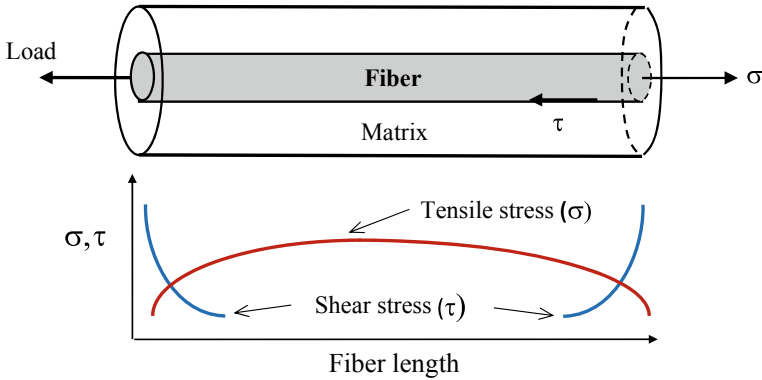 Load
Fiber
σ
τ
Matrix
Tensile stress (σ)
σ, τ
Shear stress (τ)
Fiber length